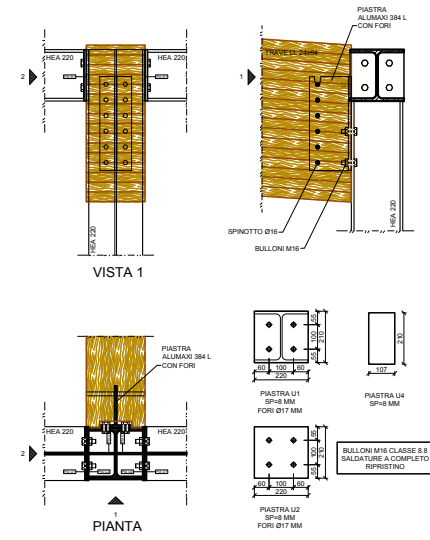 PIASTRA
ALUMAXI 384 L
CON FORI
HEA 220
HEA 220
TRAVE LL 24x64
2
1
HEA 220
HEA 220
SPINOTTO Ø16
BULLONI M16
VISTA 1
PIASTRA
ALUMAXI 384 L
CON FORI
HEA 220
HEA 220
2
1
PIANTA
55
100
55
210
60
100
60
220
PIASTRA U1
SP=8 MM
FORI Ø17 MM
210
107
PIASTRA U4
SP=8 MM
55
100
55
210
60
100
60
220
PIASTRA U2
SP=8 MM
FORI Ø17 MM
BULLONI M16 CLASSE 8.8
SALDATURE A COMPLETO
RIPRISTINO